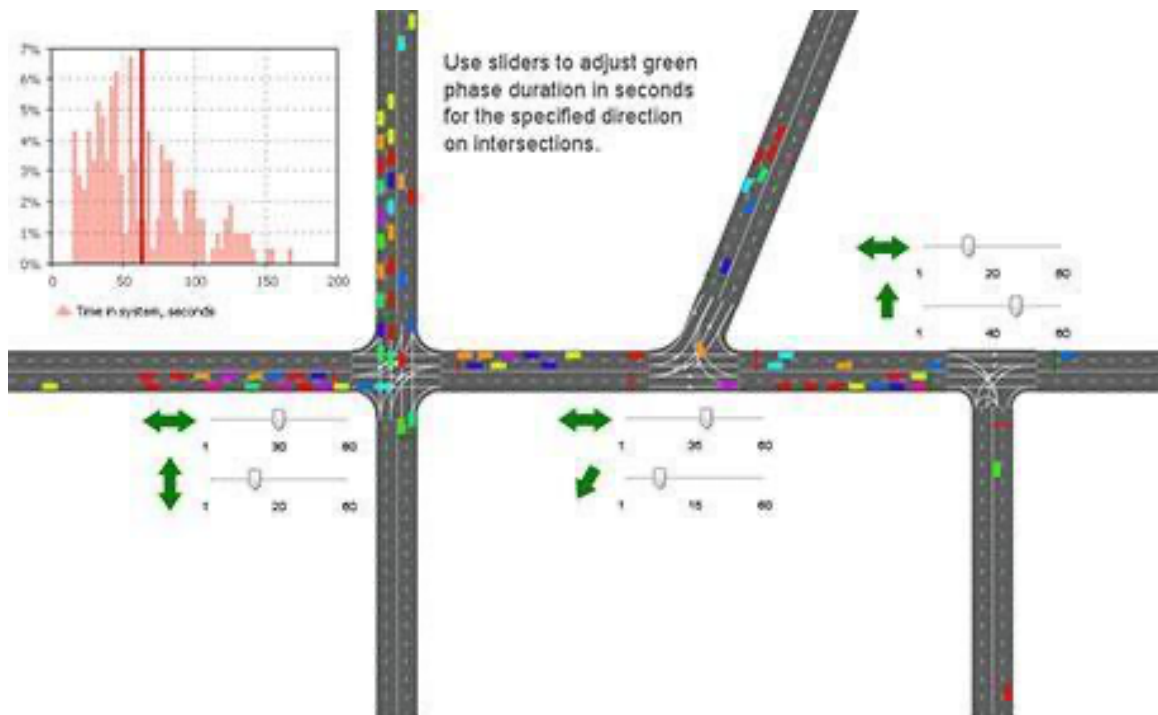 7%
6%
5%
4%
3%
2%
1%
0%
0 50 100 150 200
Time in system, seconds
Use sliders to adjust green
phase duration in seconds
for the specified direction
on intersections.
1 20 60
1 40 60
1 30 60
1 20 60
1 35 60
1 15 60